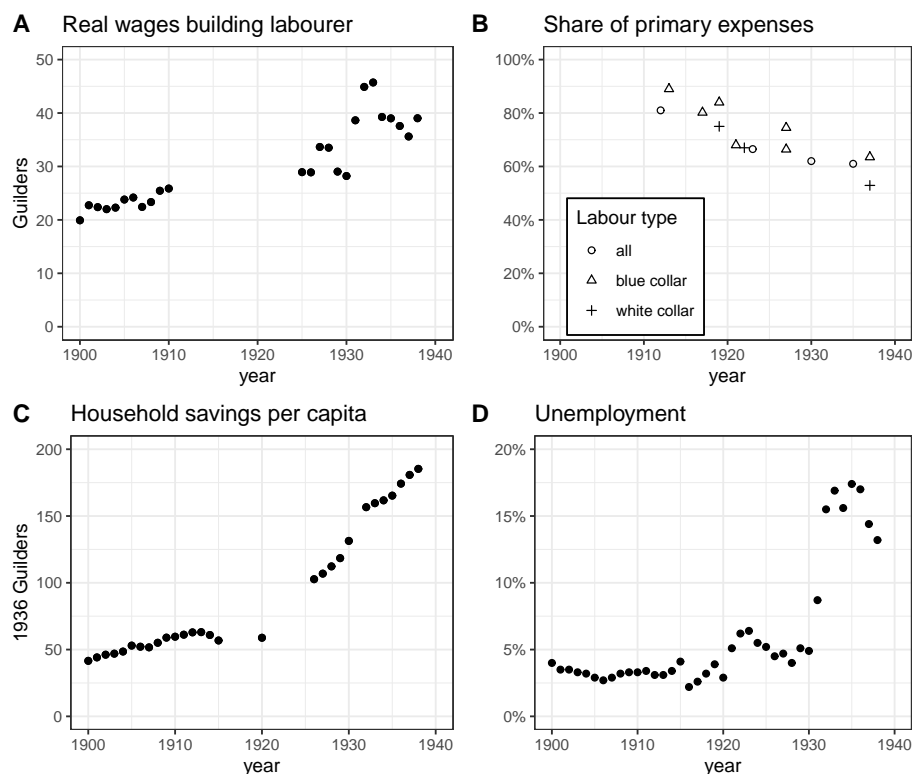 A Real wages building labourer
50
40
30
20
10
0
Guilders
1900 1910 1920 1930 1940
year
B Share of primary expenses
100%
80%
60%
40%
20%
0%
Labour type
all
blue collar
white collar
1900 1910 1920 1930 1940
year
C Household savings per capita
200
150
100
50
0
1936 Guilders
1900 1910 1920 1930 1940
year
D Unemployment
20%
15%
10%
5%
0%
1900 1910 1920 1930 1940
year